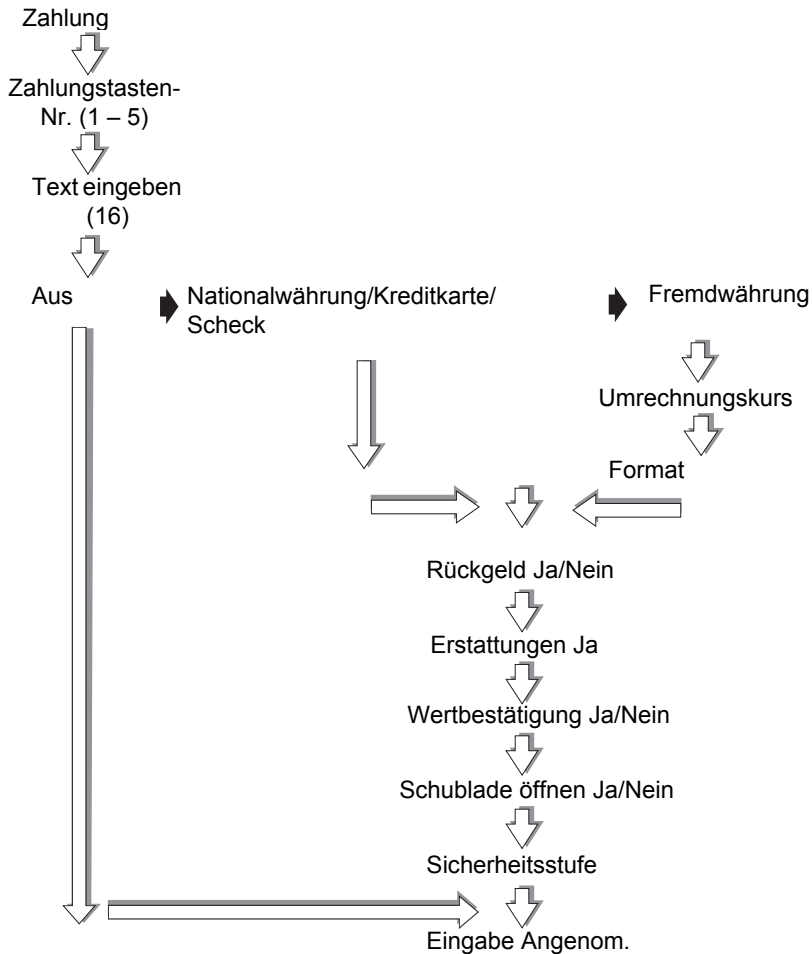 Zahlung
Zahlungstasten-
Nr. (1 – 5)
Text eingeben
(16)
Aus
Nationalwährung/Kreditkarte/
Scheck
Fremdwährung
Umrechnungskurs
Format
Rückgeld Ja/Nein
Erstattungen Ja
Wertbestätigung Ja/Nein
Schublade öffnen Ja/Nein
Sicherheitsstufe
Eingabe Angenom.